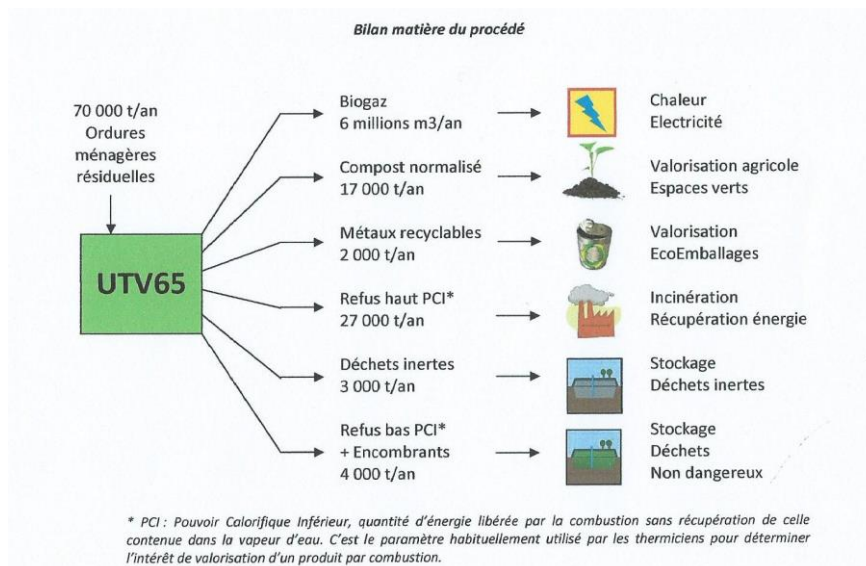 Bilan matière du procédé
70 000 t/an
Ordures
ménagères
résiduelles
UTV65
Biogaz
6 millions m3/an
Chaleur
Electricité
Compost normalisé
17 000 t/an
Valorisation agricole
Espaces verts
Métaux recyclables
2 000 t/an
Valorisation
EcoEmballages
Refus haut PCI*
27 000 t/an
Incinération
Récupération énergie
Déchets inertes
3 000 t/an
Stockage
Déchets inertes
Refus bas PCI*
+ Encombrants
4 000 t/an
Stockage
Déchets
Non dangereux
* PCI : Pouvoir Calorifique Inférieur, quantité d'énergie libérée par la combustion sans récupération de celle
contenue dans la vapeur d'eau. C'est le paramètre habituellement utilisé par les thermiciens pour déterminer
l'intérêt de valorisation d'un produit par combustion.